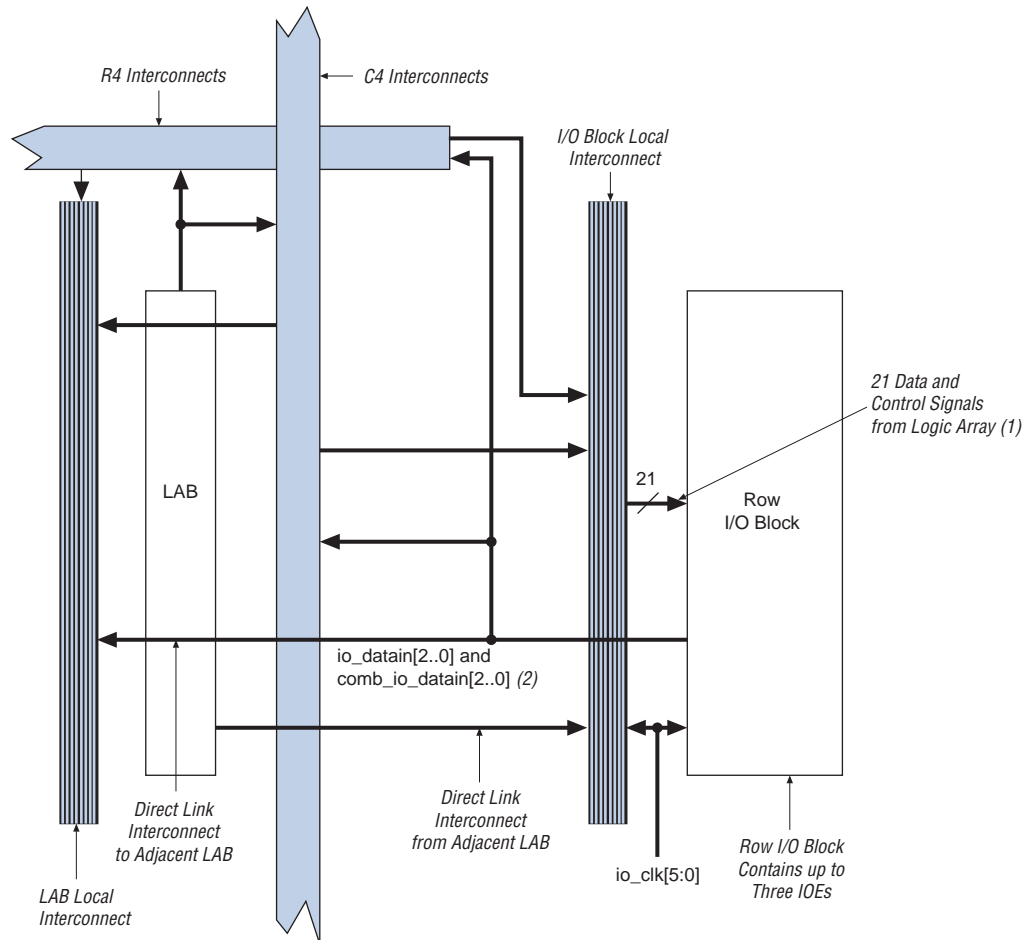 R4 Interconnects
C4 Interconnects
I/O Block Local
Interconnect
21 Data and
Control Signals
from Logic Array (1)
21
LAB
Row
I/O Block
io_datain[2..0] and
comb_io_datain[2..0] (2)
Direct Link
Interconnect
to Adjacent LAB
Direct Link
Interconnect
from Adjacent LAB
Row I/O Block
Contains up to
Three IOEs
io_clk[5:0]
LAB Local
Interconnect